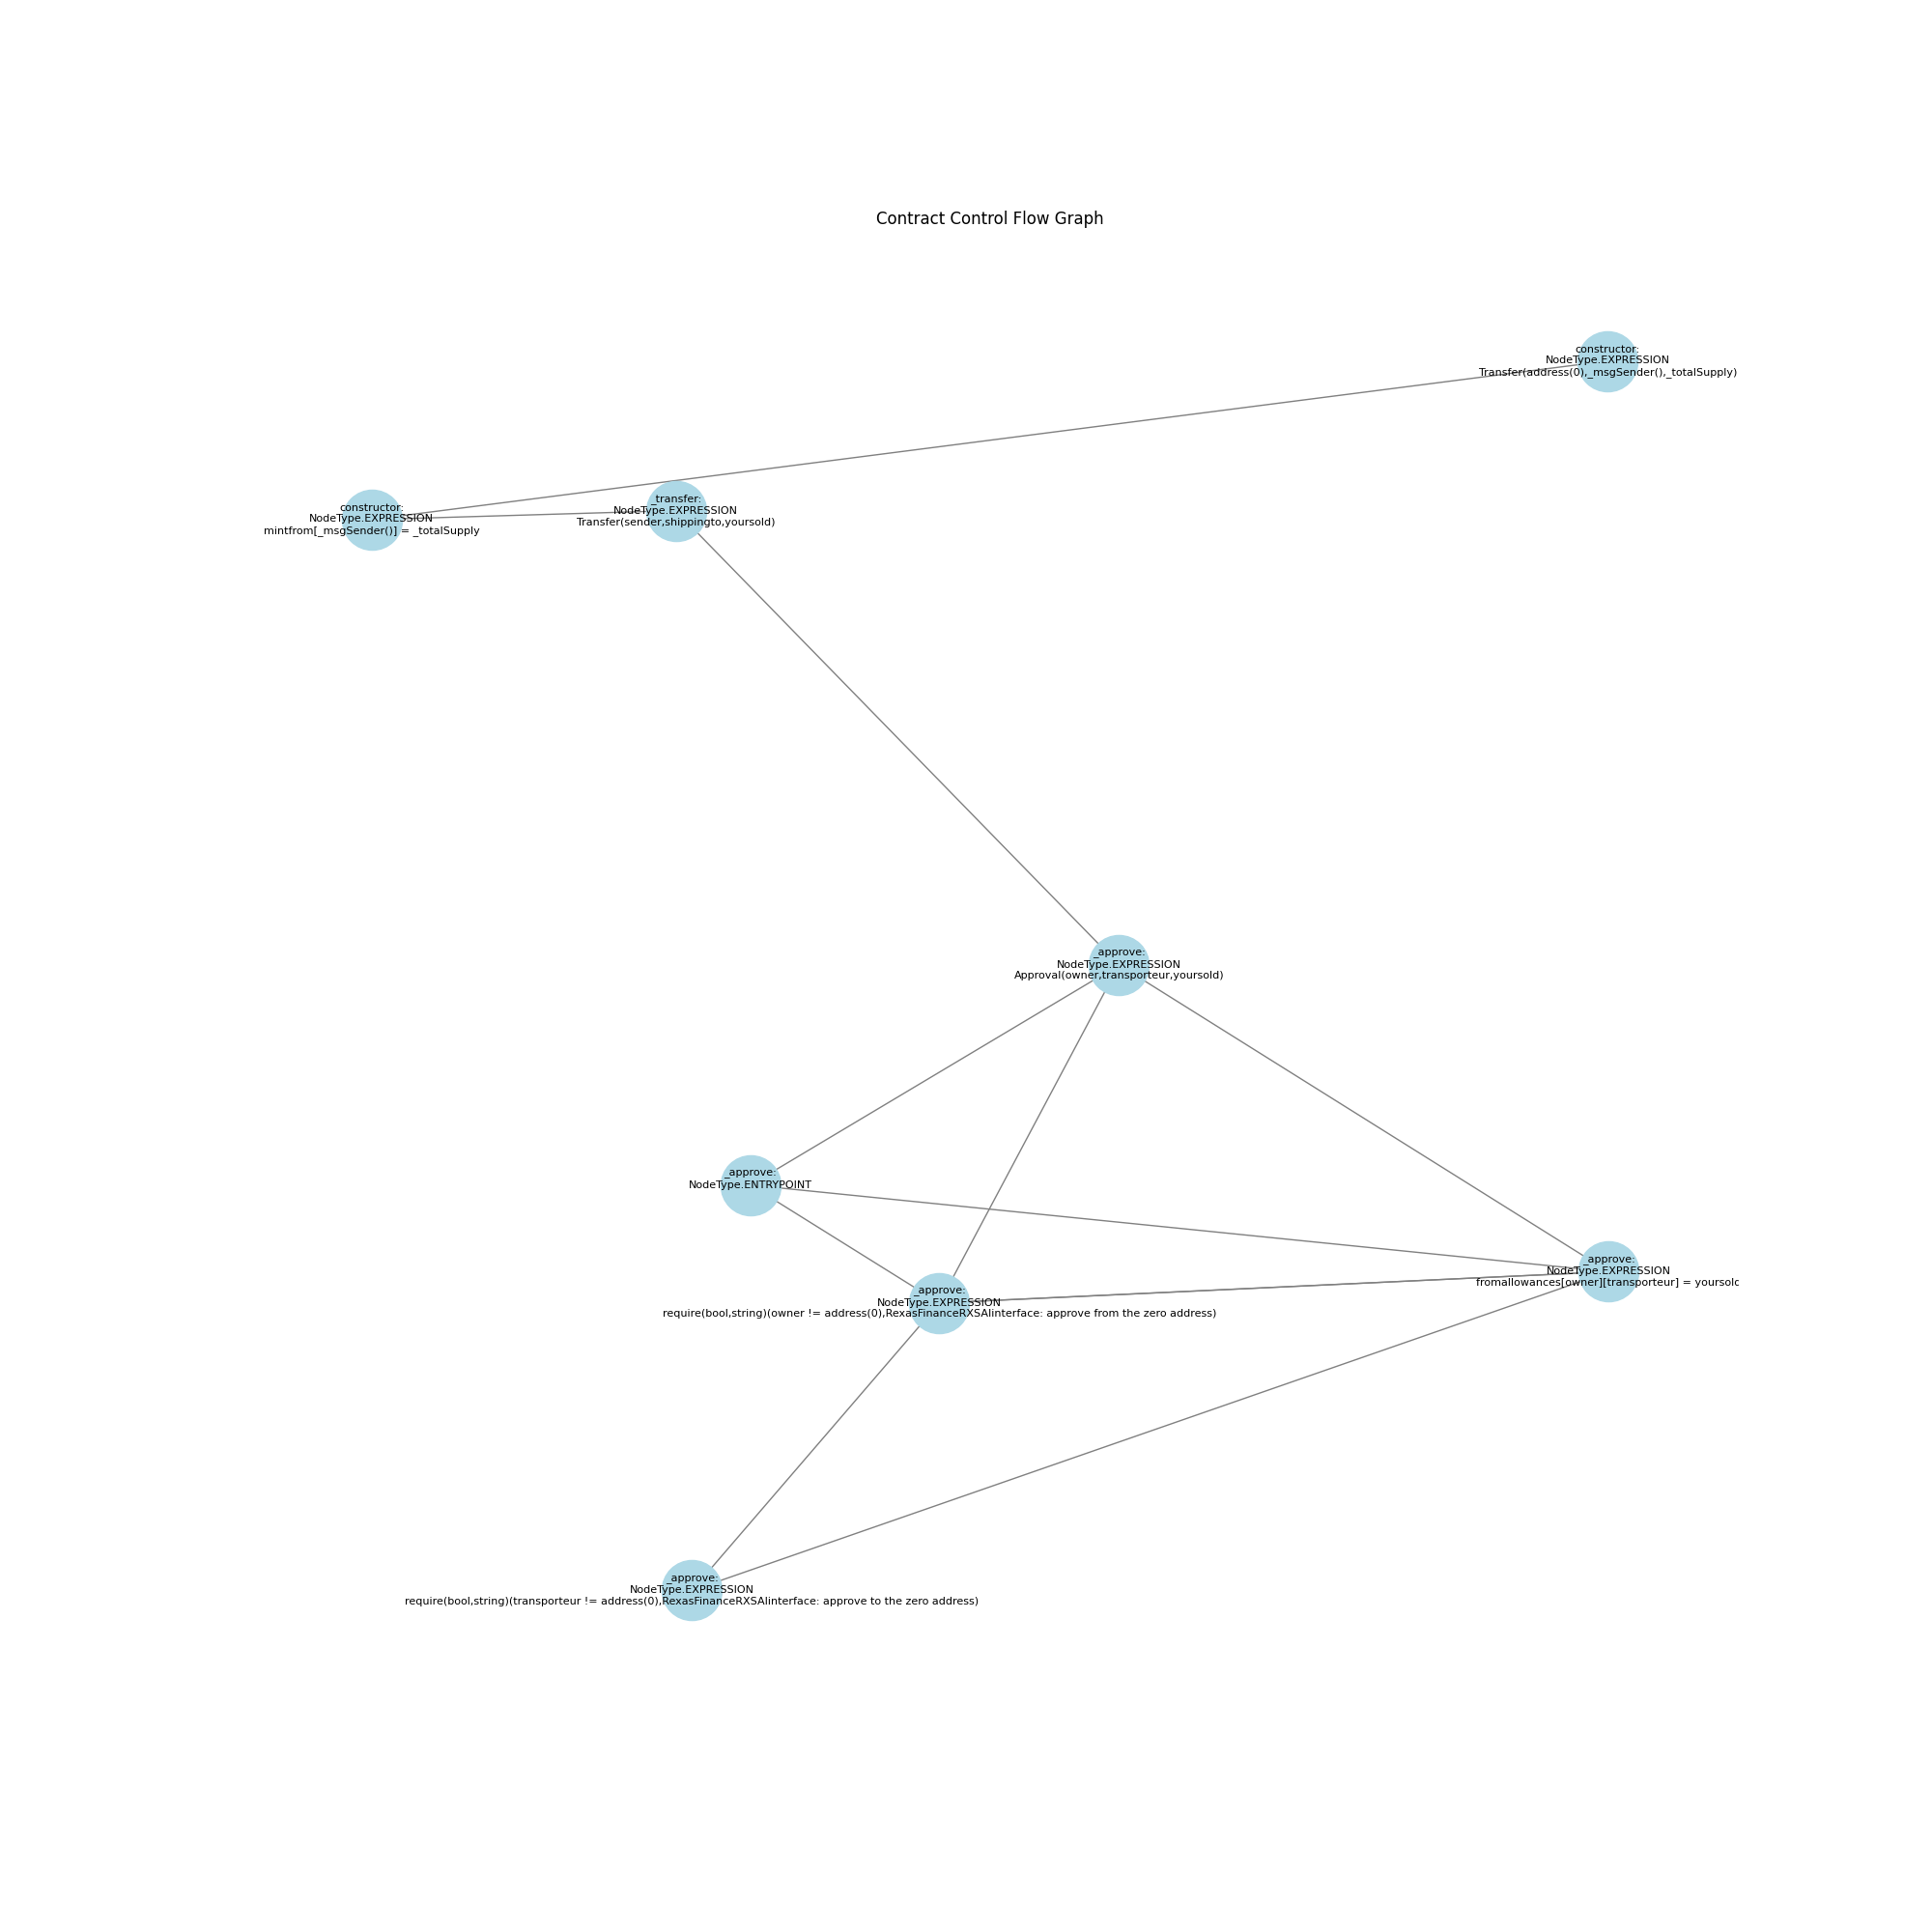 Contract Control Flow Graph
constructor:
NodeType.EXPRESSION
Transfer(address(0),_msgSender(),_totalSupply)
constructor:
NodeType.EXPRESSION
mintfrom[_msgSender()] = _totalSupply
_transfer:
NodeType.EXPRESSION
Transfer(sender,shippingto,yoursold)
_approve:
NodeType.EXPRESSION
Approval(owner,transporteur,yoursold)
_approve:
NodeType.ENTRYPOINT
_approve:
NodeType.EXPRESSION
fromallowances[owner][transporteur] = yoursold
_approve:
NodeType.EXPRESSION
require(bool,string)(owner != address(0),RexasFinanceRXSAIinterface: approve from the zero address)
_approve:
NodeType.EXPRESSION
require(bool,string)(transporteur != address(0),RexasFinanceRXSAIinterface: approve to the zero address)